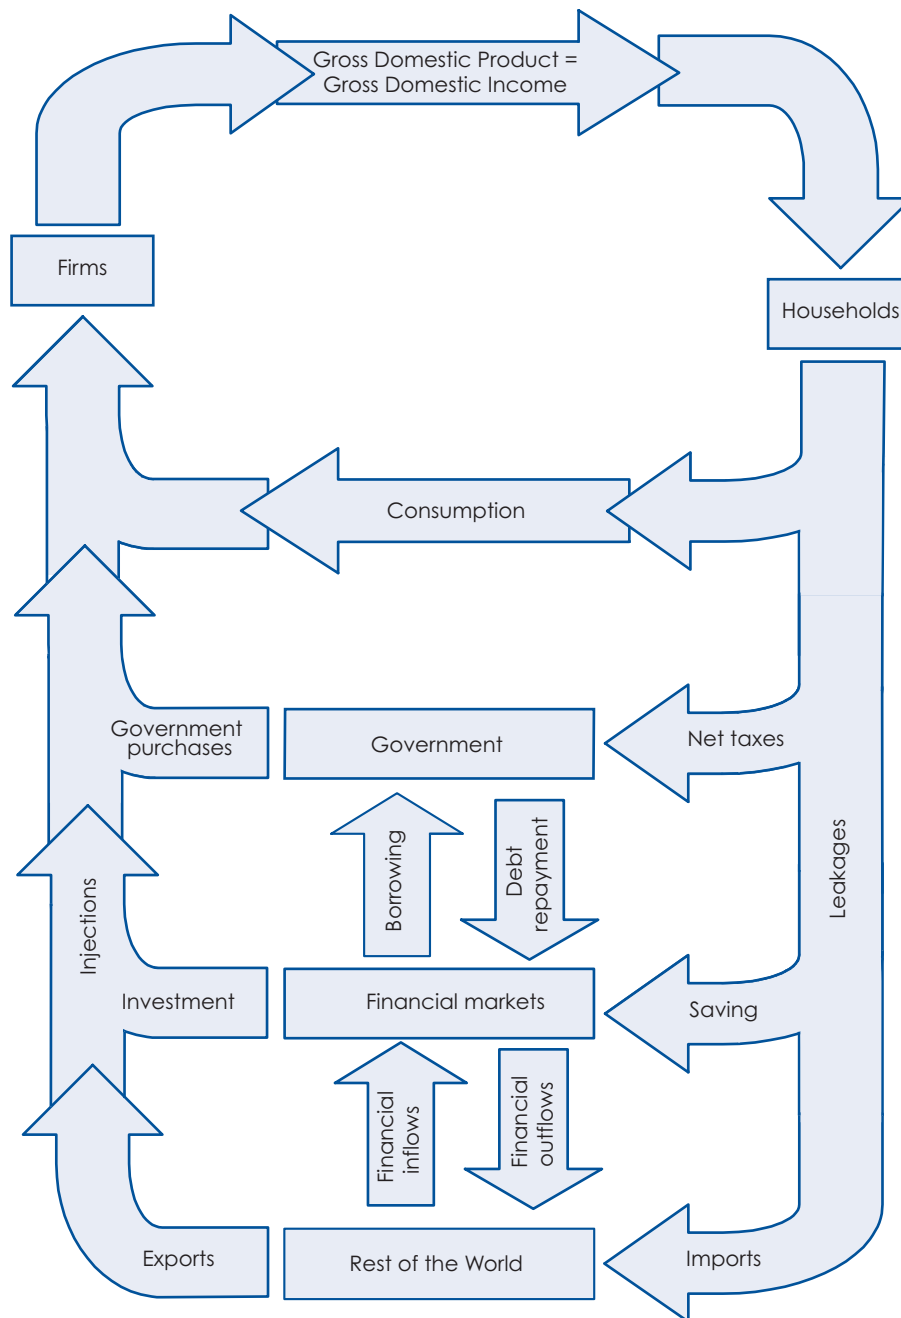 Gross Domestic Product =
Gross Domestic Income
Firms
Households
Consumption
Government
purchases
Government
Net taxes
Borrowing
Debt
repayment
Leakages
Injections
Investment
Financial markets
Saving
Financial
inflows
Financial
outflows
Exports
Rest of the World
Imports